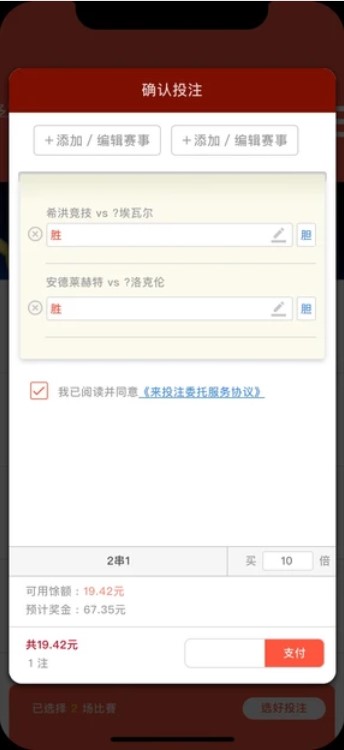 确认投注
+添加 / 编辑赛事
+添加 / 编辑赛事
希洪竞技 vs ?埃瓦尔
胜
胆
安德莱赫特 vs ?洛克伦
胜
胆
我已阅读并同意《来投注委托服务协议》
2串1
买 10 倍
可用馀额：19.42元
预计奖金：67.35元
共19.42元
1 注
支付
已选择 2 场比赛
选好投注